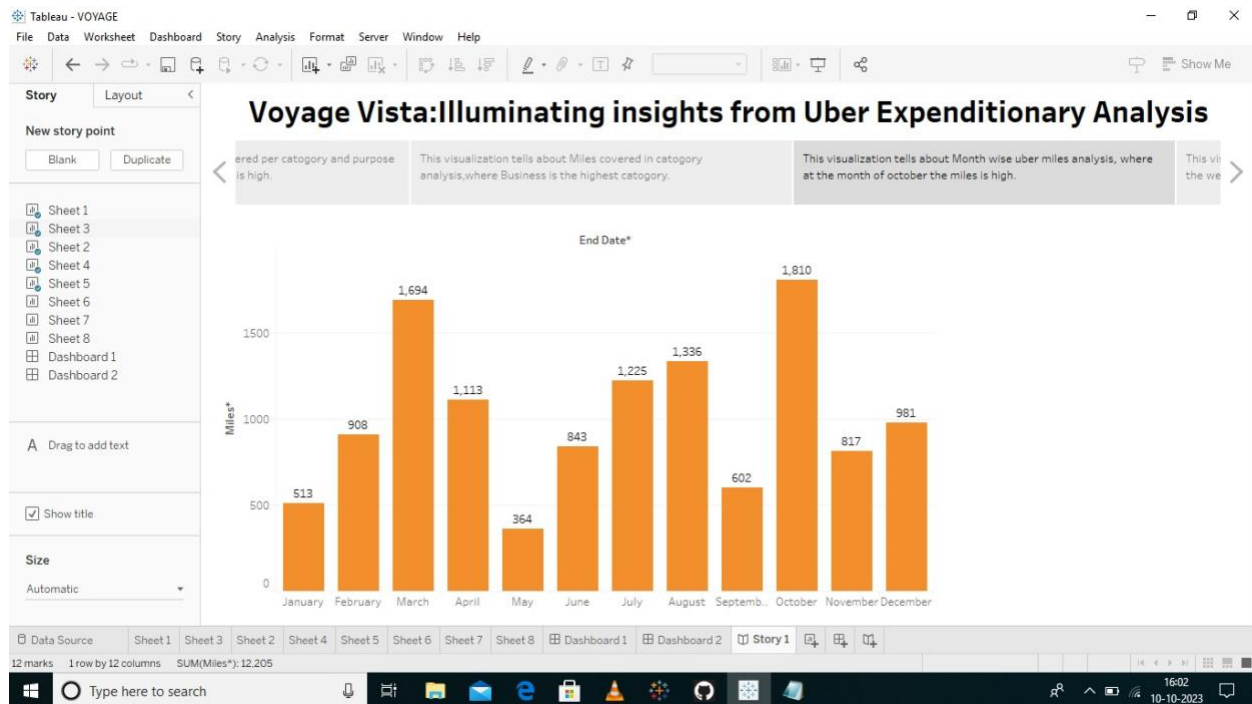 Tableau - VOYAGE
File Data Worksheet Dashboard Story Analysis Format Server Window Help
Show Me
Story Layout
New story point
Blank Duplicate
Sheet 1
Sheet 3
Sheet 2
Sheet 4
Sheet 5
Sheet 6
Sheet 7
Sheet 8
Dashboard 1
Dashboard 2
A Drag to add text
Show title
Size
Automatic
Voyage Vista:Illuminating insights from Uber Expenditionary Analysis
ered per catogory and purpose
is high.
This visualization tells about Miles covered in catogory
analysis,where Business is the highest catogory.
This visualization tells about Month wise uber miles analysis, where
at the month of october the miles is high.
This vis
the we
End Date*
Miles*
1500
1000
500
0
513
908
1,694
1,113
364
843
1,225
1,336
602
1,810
817
981
January February March April May June July August Septemb.. October November December
Data Source Sheet 1 Sheet 3 Sheet 2 Sheet 4 Sheet 5 Sheet 6 Sheet 7 Sheet 8 Dashboard 1 Dashboard 2 Story 1
12 marks 1 row by 12 columns SUM(Miles*): 12,205
Type here to search
16:02
10-10-2023